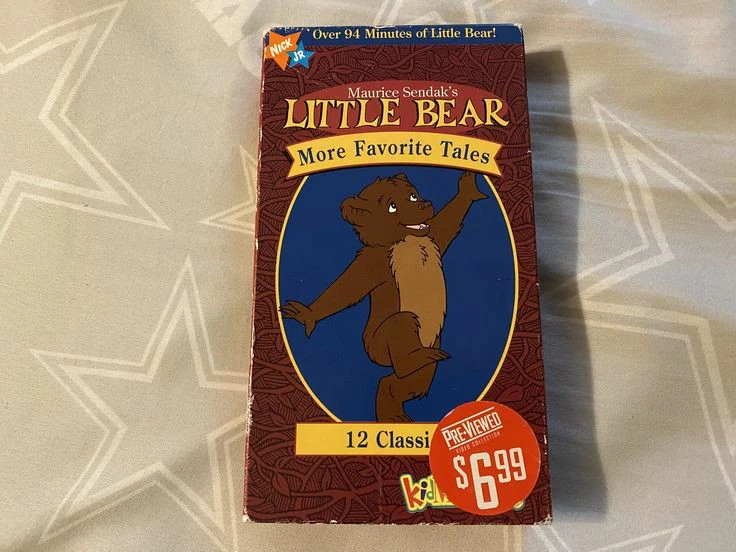 NICK JR
Over 94 Minutes of Little Bear!
Maurice Sendak's
LITTLE BEAR
More Favorite Tales
12 Classi
PRE-VIEWED
VIDEO COLLECTION
$6.99
kid